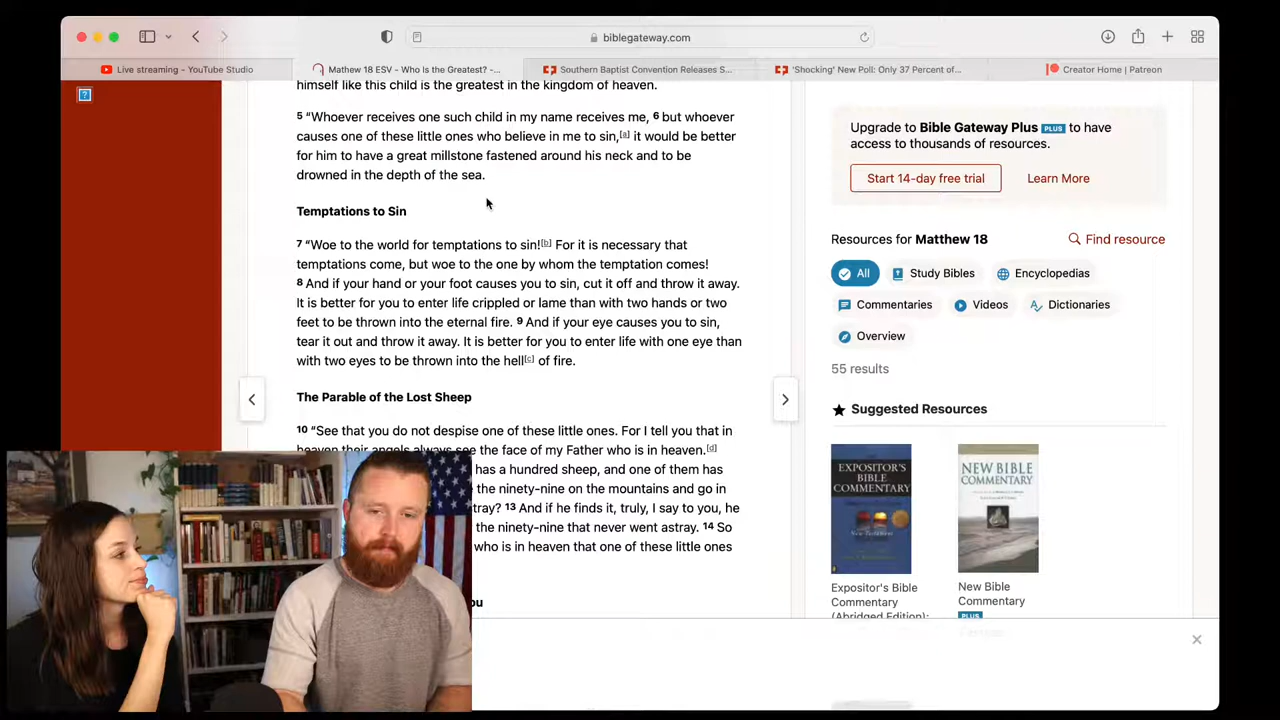 biblegateway.com
Live streaming - YouTube Studio
Mathew 18 ESV - Who Is the Greatest? -...
Southern Baptist Convention Releases S...
'Shocking' New Poll: Only 37 Percent of...
Creator Home | Patreon
himself like this child is the greatest in the kingdom of heaven.
5 “Whoever receives one such child in my name receives me, 6 but whoever
causes one of these little ones who believe in me to sin,[a] it would be better
for him to have a great millstone fastened around his neck and to be
drowned in the depth of the sea.
Temptations to Sin
7 “Woe to the world for temptations to sin![b] For it is necessary that
temptations come, but woe to the one by whom the temptation comes!
8 And if your hand or your foot causes you to sin, cut it off and throw it away.
It is better for you to enter life crippled or lame than with two hands or two
feet to be thrown into the eternal fire. 9 And if your eye causes you to sin,
tear it out and throw it away. It is better for you to enter life with one eye than
with two eyes to be thrown into the hell[c] of fire.
The Parable of the Lost Sheep
10 “See that you do not despise one of these little ones. For I tell you that in
heaven their angels always see the face of my Father who is in heaven.[d]
has a hundred sheep, and one of them has
the ninety-nine on the mountains and go in
tray? 13 And if he finds it, truly, I say to you, he
the ninety-nine that never went astray. 14 So
who is in heaven that one of these little ones
ou
Upgrade to Bible Gateway Plus PLUS to have
access to thousands of resources.
Start 14-day free trial
Learn More
Resources for Matthew 18
Find resource
All
Study Bibles
Encyclopedias
Commentaries
Videos
Dictionaries
Overview
55 results
Suggested Resources
EXPOSITOR'S
BIBLE
COMMENTARY
New Testament
NEW BIBLE
COMMENTARY
Expositor's Bible
Commentary
(Abridged Edition):
New Bible
Commentary
PLUS